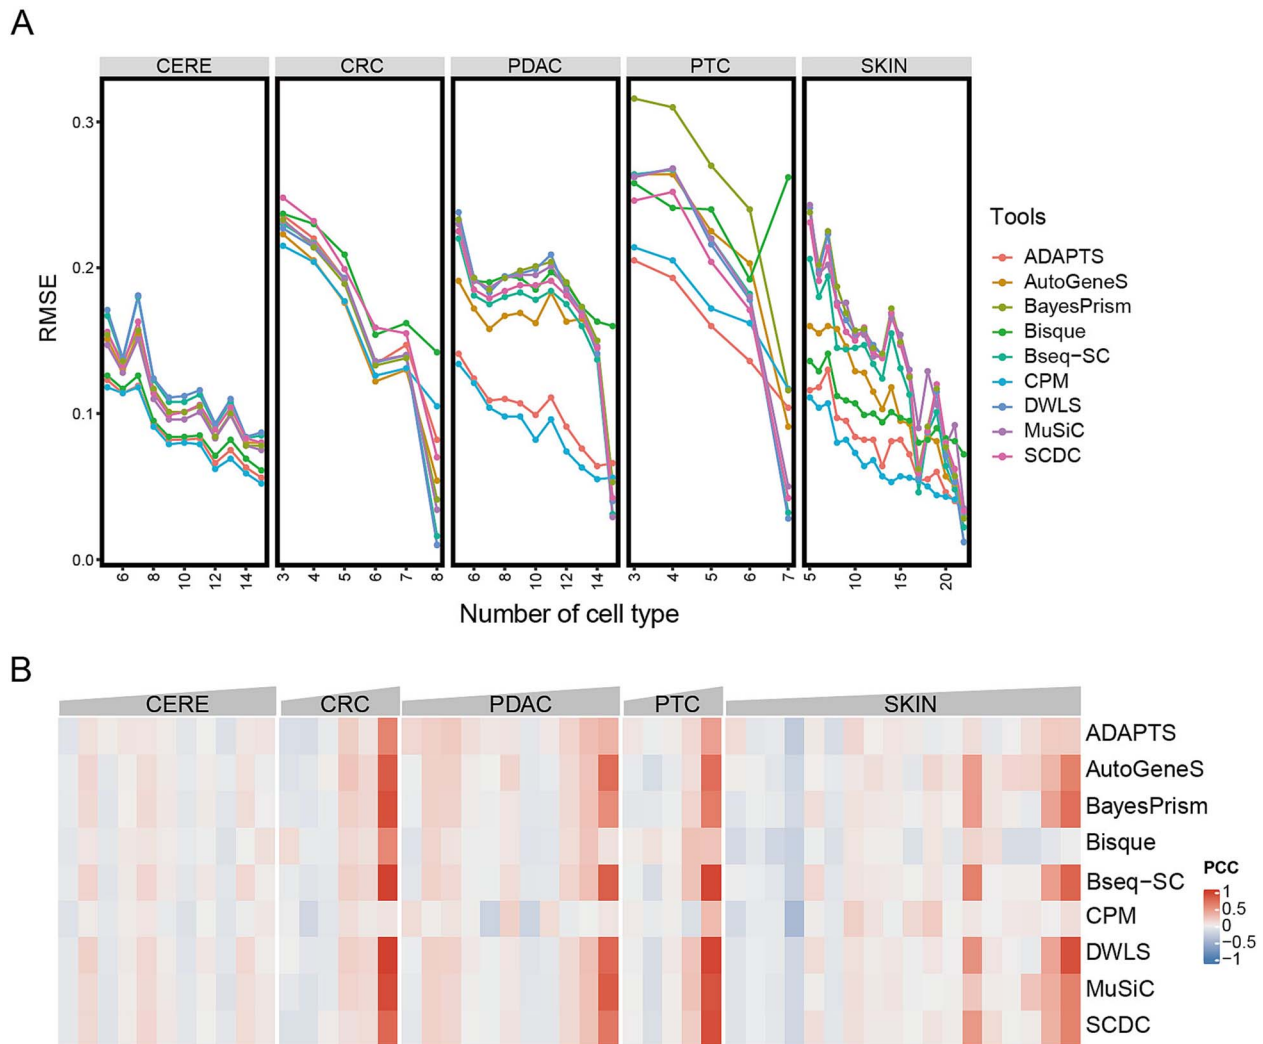 A
CERE CRC PDAC PTC SKIN
0.3
0.2
0.1
0.0
RMSE
6 8 10 12 14 3 4 5 6 7 8 6 8 10 12 14 3 4 5 6 7 5 10 15 20
Number of cell type
Tools
ADAPTS
AutoGeneS
BayesPrism
Bisque
Bseq−SC
CPM
DWLS
MuSiC
SCDC
B
CERE CRC PDAC PTC SKIN
ADAPTS
AutoGeneS
BayesPrism
Bisque
Bseq−SC
CPM
DWLS
MuSiC
SCDC
PCC
1
0.5
0
−0.5
−1